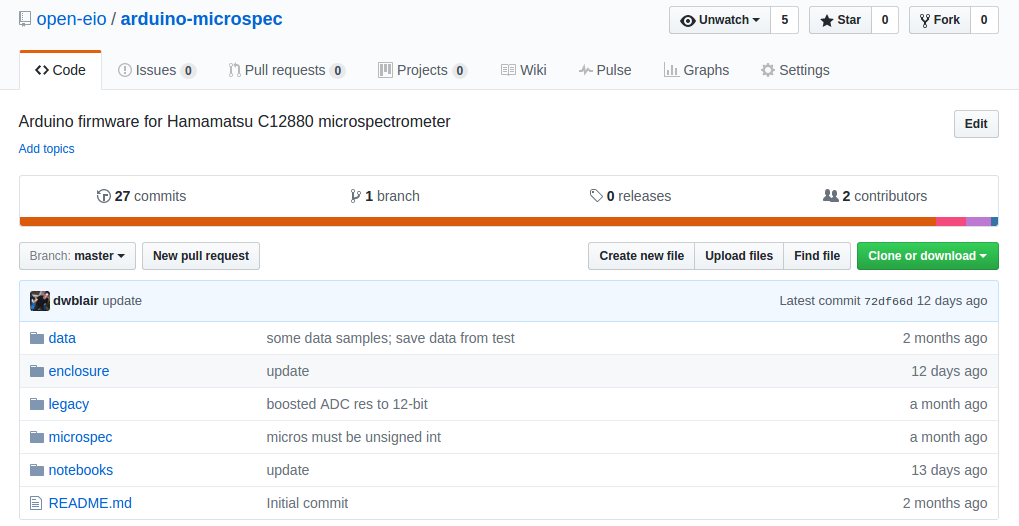 open-eio / arduino-microspec Unwatch 5 Star 0 Fork 0
Code Issues 0 Pull requests 0 Projects 0 Wiki Pulse Graphs Settings
Arduino firmware for Hamamatsu C12880 microspectrometer Edit
Add topics
27 commits 1 branch 0 releases 2 contributors
Branch: master New pull request Create new file Upload files Find file Clone or download
dwblair update Latest commit 72df66d 12 days ago
data some data samples; save data from test 2 months ago
enclosure update 12 days ago
legacy boosted ADC res to 12-bit a month ago
microspec micros must be unsigned int a month ago
notebooks update 13 days ago
README.md Initial commit 2 months ago